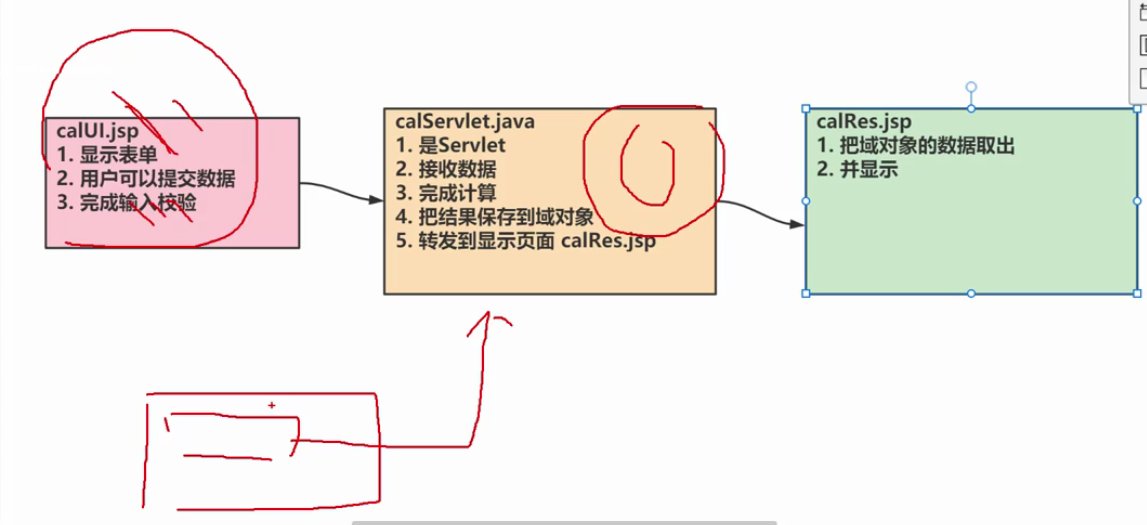 calUI.jsp
1. 显示表单
2. 用户可以提交数据
3. 完成输入校验
calServlet.java
1. 是Servlet
2. 接收数据
3. 完成计算
4. 把结果保存到域对象
5. 转发到显示页面 calRes.jsp
calRes.jsp
1. 把域对象的数据取出
2. 并显示